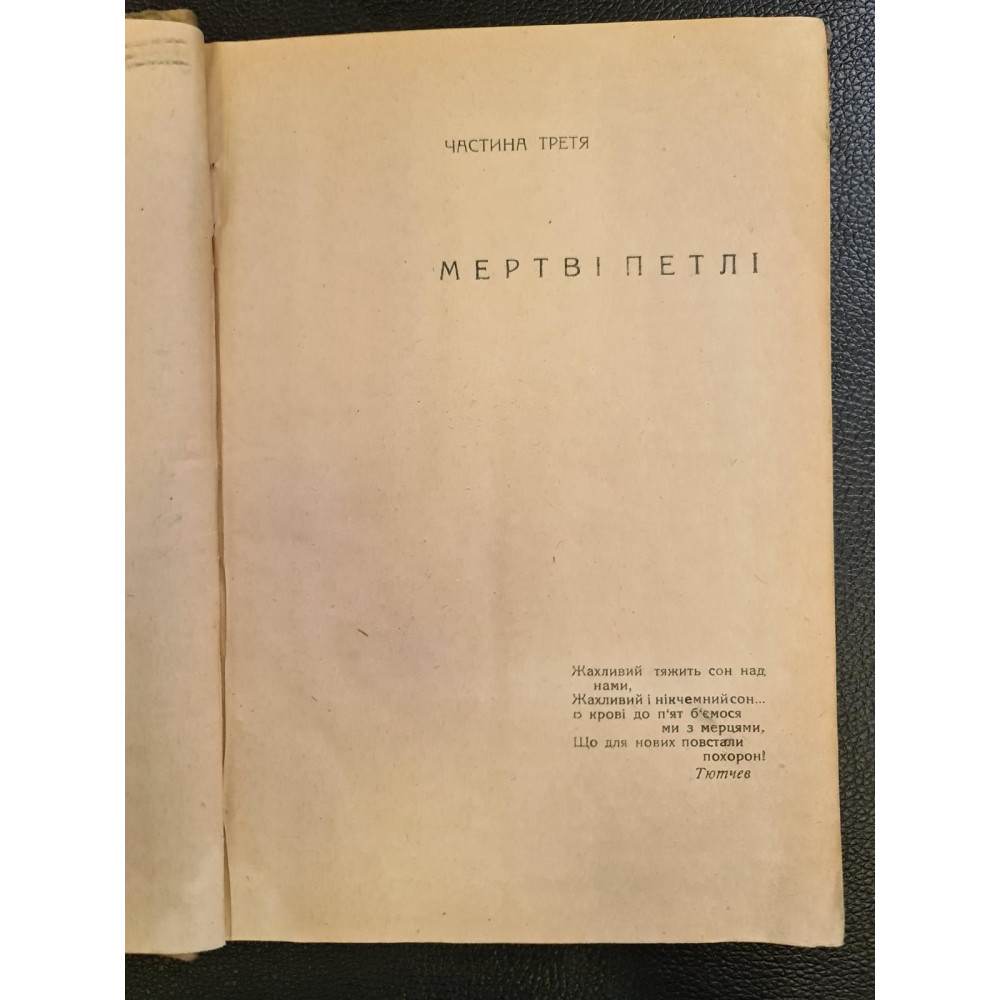 ЧАСТИНА ТРЕТЯ
МЕРТВІ ПЕТЛІ
Жахливий тяжить сон над
нами,
Жахливий і нікчемний сон...
В крові до п'ят б'ємося
ми з мерцями,
Що для нових повстали
похорон!
Тютчев